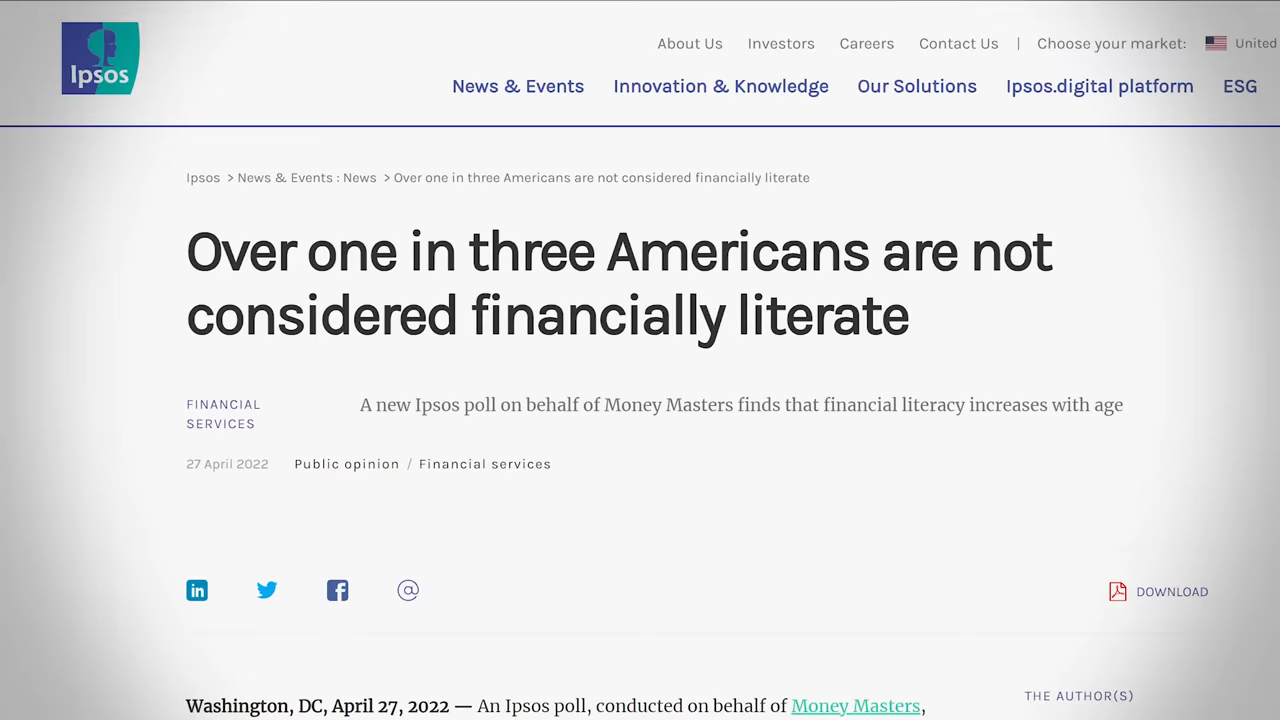 Ipsos
About Us Investors Careers Contact Us | Choose your market: United
News & Events Innovation & Knowledge Our Solutions Ipsos.digital platform ESG
Ipsos > News & Events : News > Over one in three Americans are not considered financially literate
Over one in three Americans are not
considered financially literate
FINANCIAL
SERVICES
A new Ipsos poll on behalf of Money Masters finds that financial literacy increases with age
27 April 2022 Public opinion / Financial services
DOWNLOAD
Washington, DC, April 27, 2022 — An Ipsos poll, conducted on behalf of Money Masters,
THE AUTHOR(S)